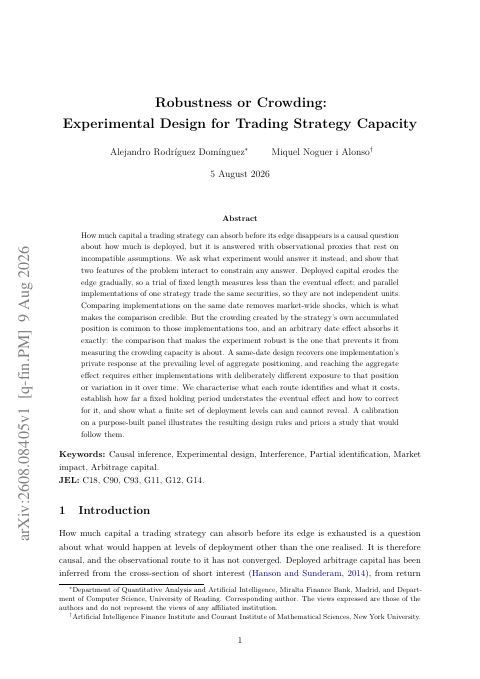 Robustness or Crowding:
Experimental Design for Trading Strategy Capacity
Alejandro Rodríguez Domínguez* Miquel Noguer i Alonso†
5 August 2026
Abstract
How much capital a trading strategy can absorb before its edge disappears is a causal question
about how much is deployed, but it is answered with observational proxies that rest on
incompatible assumptions. We ask what experiment would answer it instead, and show that
two features of the problem interact to constrain any answer. Deployed capital erodes the
edge gradually, so a trial of fixed length measures less than the eventual effect; and parallel
implementations of one strategy trade the same securities, so they are not independent units.
Comparing implementations on the same date removes market-wide shocks, which is what
makes the comparison credible. But the crowding created by the strategy's own accumulated
position is common to those implementations too, and an arbitrary date effect absorbs it
exactly: the comparison that makes the experiment robust is the one that prevents it from
measuring the crowding capacity is about. A same-date design recovers one implementation's
private response at the prevailing level of aggregate positioning, and reaching the aggregate
effect requires either implementations with deliberately different exposure to that position
or variation in it over time. We characterise what each route identifies and what it costs,
establish how far a fixed holding period understates the eventual effect and how to correct
for it, and show what a finite set of deployment levels can and cannot reveal. A calibration
on a purpose-built panel illustrates the resulting design rules and prices a study that would
follow them.
Keywords: Causal inference, Experimental design, Interference, Partial identification, Market
impact, Arbitrage capital.
JEL: C18, C90, C93, G11, G12, G14.
1 Introduction
How much capital a trading strategy can absorb before its edge is exhausted is a question
about what would happen at levels of deployment other than the one realised. It is therefore
causal, and the observational route to it has not converged. Deployed arbitrage capital has been
inferred from the cross-section of short interest (Hanson and Sunderam, 2014), from return
*Department of Quantitative Analysis and Artificial Intelligence, Miralta Finance Bank, Madrid, and Depart-
ment of Computer Science, University of Reading. Corresponding author. The views expressed are those of the
authors and do not represent the views of any affiliated institution.
†Artificial Intelligence Finance Institute and Courant Institute of Mathematical Sciences, New York University.
1
arXiv:2608.08405v1 [q-fin.PM] 9 Aug 2026